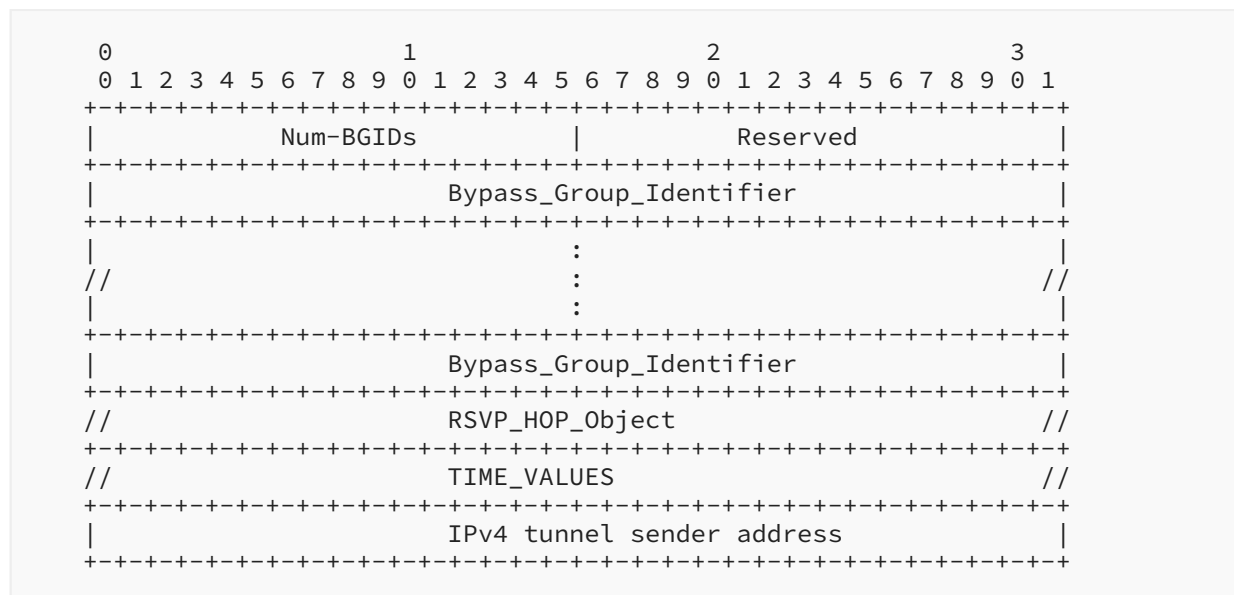 0                   1                   2                   3
 0 1 2 3 4 5 6 7 8 9 0 1 2 3 4 5 6 7 8 9 0 1 2 3 4 5 6 7 8 9 0 1
+-+-+-+-+-+-+-+-+-+-+-+-+-+-+-+-+-+-+-+-+-+-+-+-+-+-+-+-+-+-+-+-+
|            Num-BGIDs          |          Reserved             |
+-+-+-+-+-+-+-+-+-+-+-+-+-+-+-+-+-+-+-+-+-+-+-+-+-+-+-+-+-+-+-+-+
|                       Bypass_Group_Identifier                 |
+-+-+-+-+-+-+-+-+-+-+-+-+-+-+-+-+-+-+-+-+-+-+-+-+-+-+-+-+-+-+-+-+
|                               :                               |
//                              :                              //
|                               :                               |
+-+-+-+-+-+-+-+-+-+-+-+-+-+-+-+-+-+-+-+-+-+-+-+-+-+-+-+-+-+-+-+-+
|                       Bypass_Group_Identifier                 |
+-+-+-+-+-+-+-+-+-+-+-+-+-+-+-+-+-+-+-+-+-+-+-+-+-+-+-+-+-+-+-+-+
//                      RSVP_HOP_Object                        //
+-+-+-+-+-+-+-+-+-+-+-+-+-+-+-+-+-+-+-+-+-+-+-+-+-+-+-+-+-+-+-+-+
//                      TIME_VALUES                            //
+-+-+-+-+-+-+-+-+-+-+-+-+-+-+-+-+-+-+-+-+-+-+-+-+-+-+-+-+-+-+-+-+
|                       IPv4 tunnel sender address              |
+-+-+-+-+-+-+-+-+-+-+-+-+-+-+-+-+-+-+-+-+-+-+-+-+-+-+-+-+-+-+-+-+